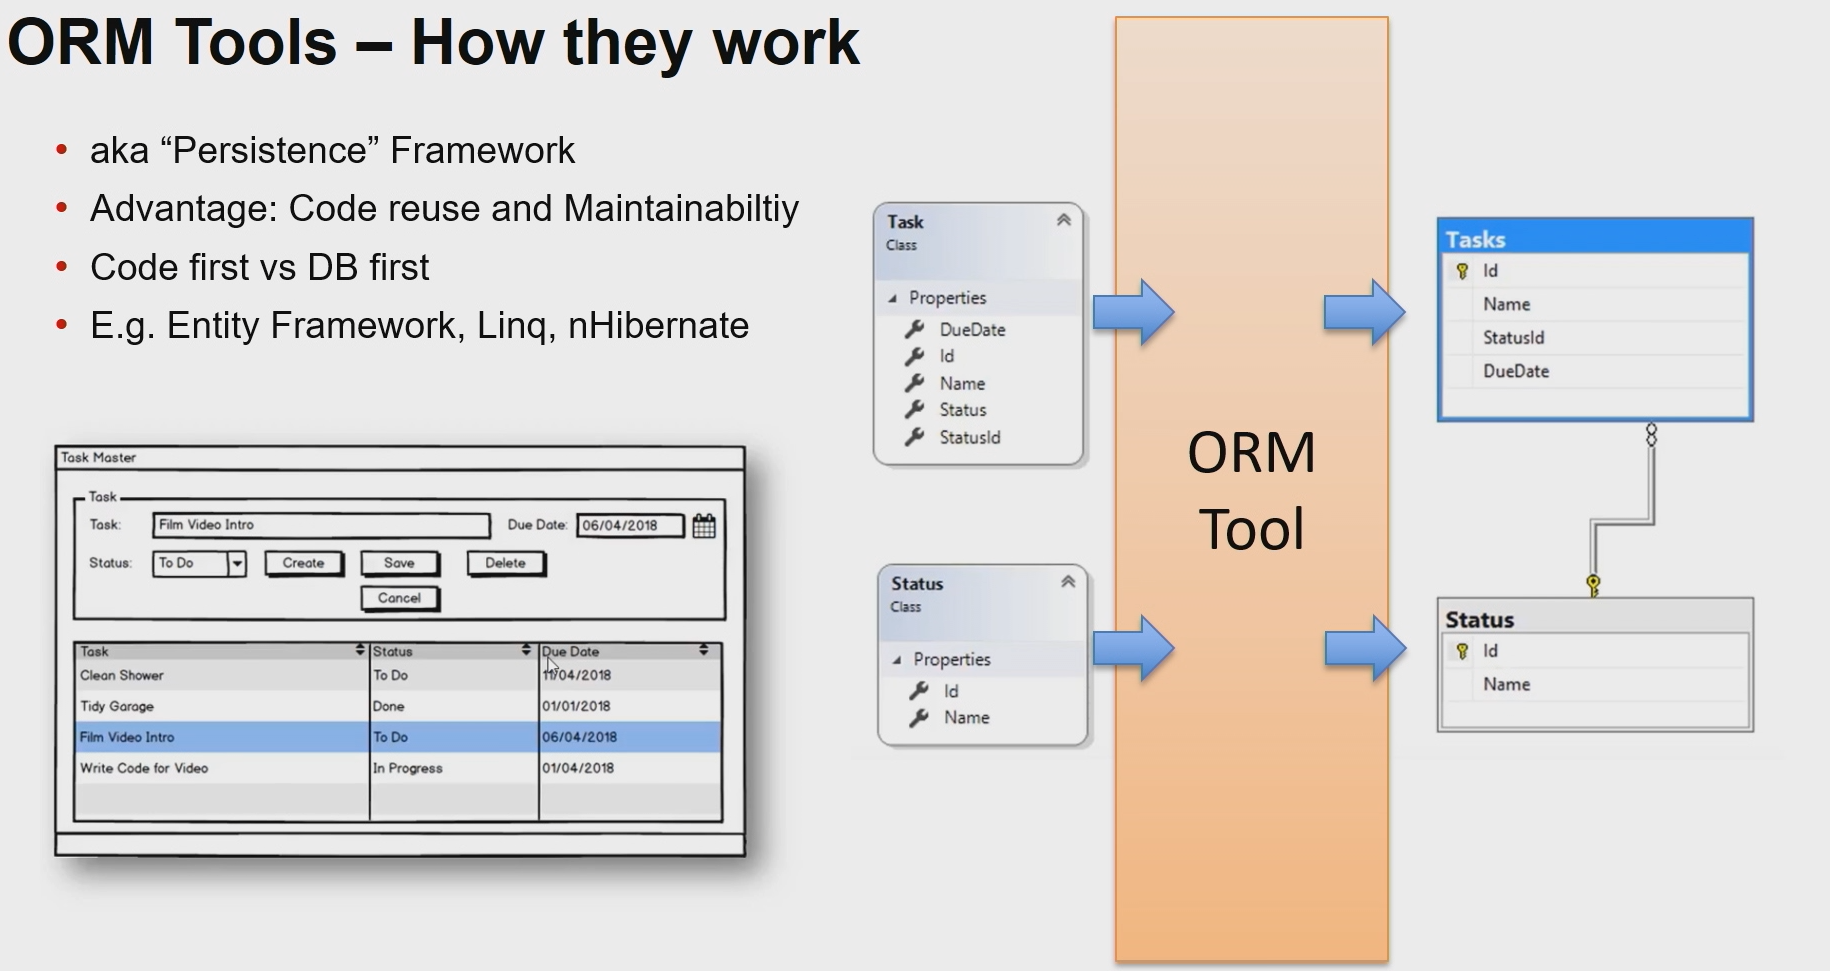 ORM Tools – How they work
• aka “Persistence” Framework
• Advantage: Code reuse and Maintainabiltiy
• Code first vs DB first
• E.g. Entity Framework, Linq, nHibernate
Task Master
Task
Task: Film Video Intro Due Date: 06/04/2018
Status: To Do Create Save Delete
Cancel
Task Status Due Date
Clean Shower To Do 11/04/2018
Tidy Garage Done 01/01/2018
Film Video Intro To Do 06/04/2018
Write Code for Video In Progress 01/04/2018
Task
Class
Properties
DueDate
Id
Name
Status
StatusId
Status
Class
Properties
Id
Name
ORM
Tool
Tasks
Id
Name
StatusId
DueDate
Status
Id
Name